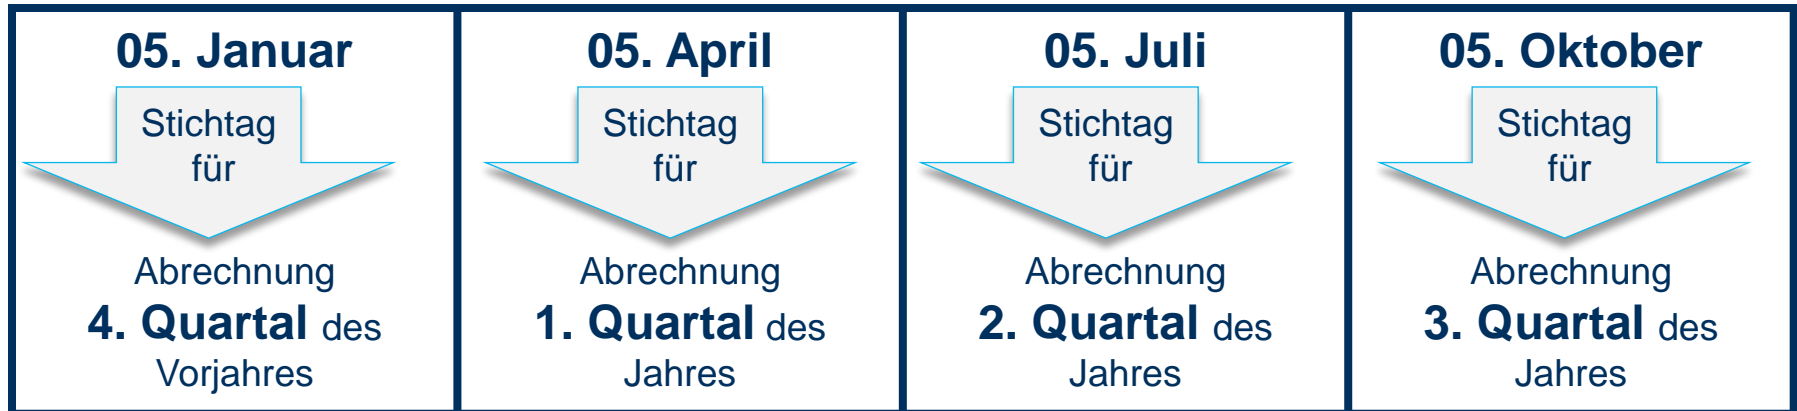 05. Januar
Stichtag
für
Abrechnung
4. Quartal des
Vorjahres
05. April
Stichtag
für
Abrechnung
1. Quartal des
Jahres
05. Juli
Stichtag
für
Abrechnung
2. Quartal des
Jahres
05. Oktober
Stichtag
für
Abrechnung
3. Quartal des
Jahres